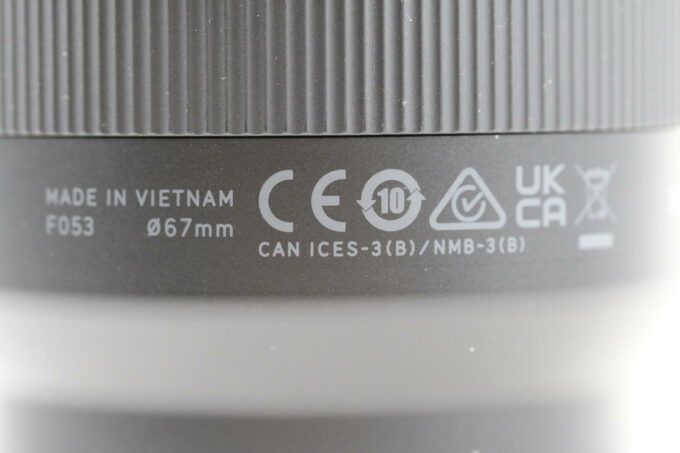 MADE IN VIETNAM
F053 Ø67mm
CE 10 UK
CA
CAN ICES-3(B)/NMB-3(B)